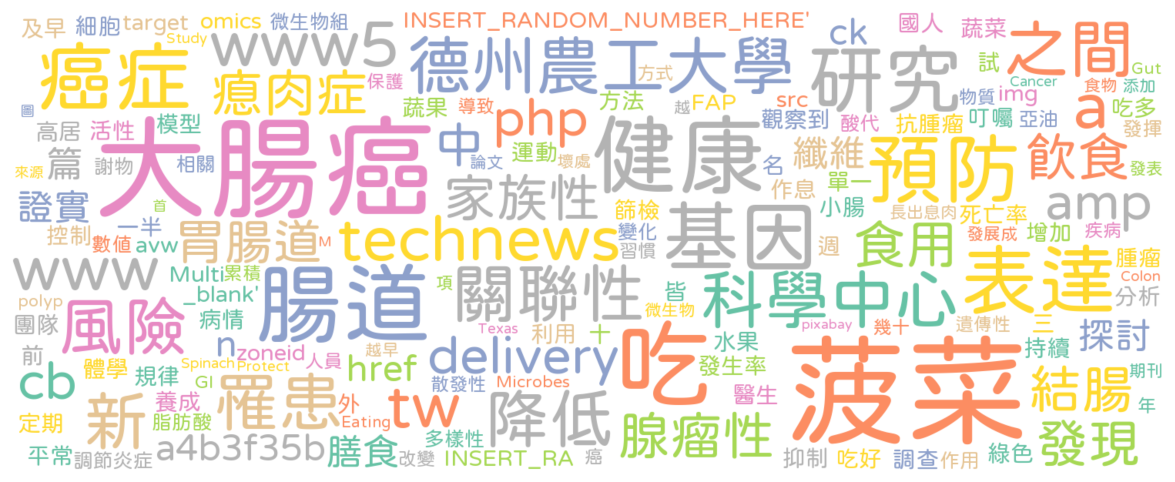 及早 細胞 target omics 微生物組 INSERT_RANDOM_NUMBER_HERE' ck 國人 蔬菜 之間
Study www5 德州農工大學 研究 試 Cancer Gut
癌症 瘜肉症 保護 方式 物質 img 食物 添加
圖 蔬果 導致 php 方法 越 FAP src a 吃多
高居 活性 模型 大腸癌 中 運動 健康 觀察到 酸代 抗腫瘤 叮囑 亞油 發揮
篇 謝物 相關 論文 壞處 名 纖維 預防 飲食 發表
來源 證實 一半 首 家族性 篩檢 作息 單一 小腸 長出息肉 死亡率 amp
控制 數值 avw 胃腸道 M technews 變化 習慣 基因 週 食用 發展成 增加 疾病
www Multi 累積 腸道 關聯性 項 皆 科學中心 表達 腫瘤 Colon
polyp _blank' 微生物 分析
團隊 風險 病情 n Texas 利用 十 pixabay 幾十 遺傳性 三 探討
前 zoneid 人員 越早 delivery 吃 水果 菠菜 持續
cb 體學 規律 Spinach Protect GI href 散發性 Microbes 發生率 結腸 期刊
定期 新 養成 脂肪酸 罹患 外 Eating tw 降低 醫生 年
平常 調節炎症 a4b3f35b 膳食 改變 多樣性 INSERT_RA 癌 腺瘤性 抑制 吃好 調查 作用 綠色 發現